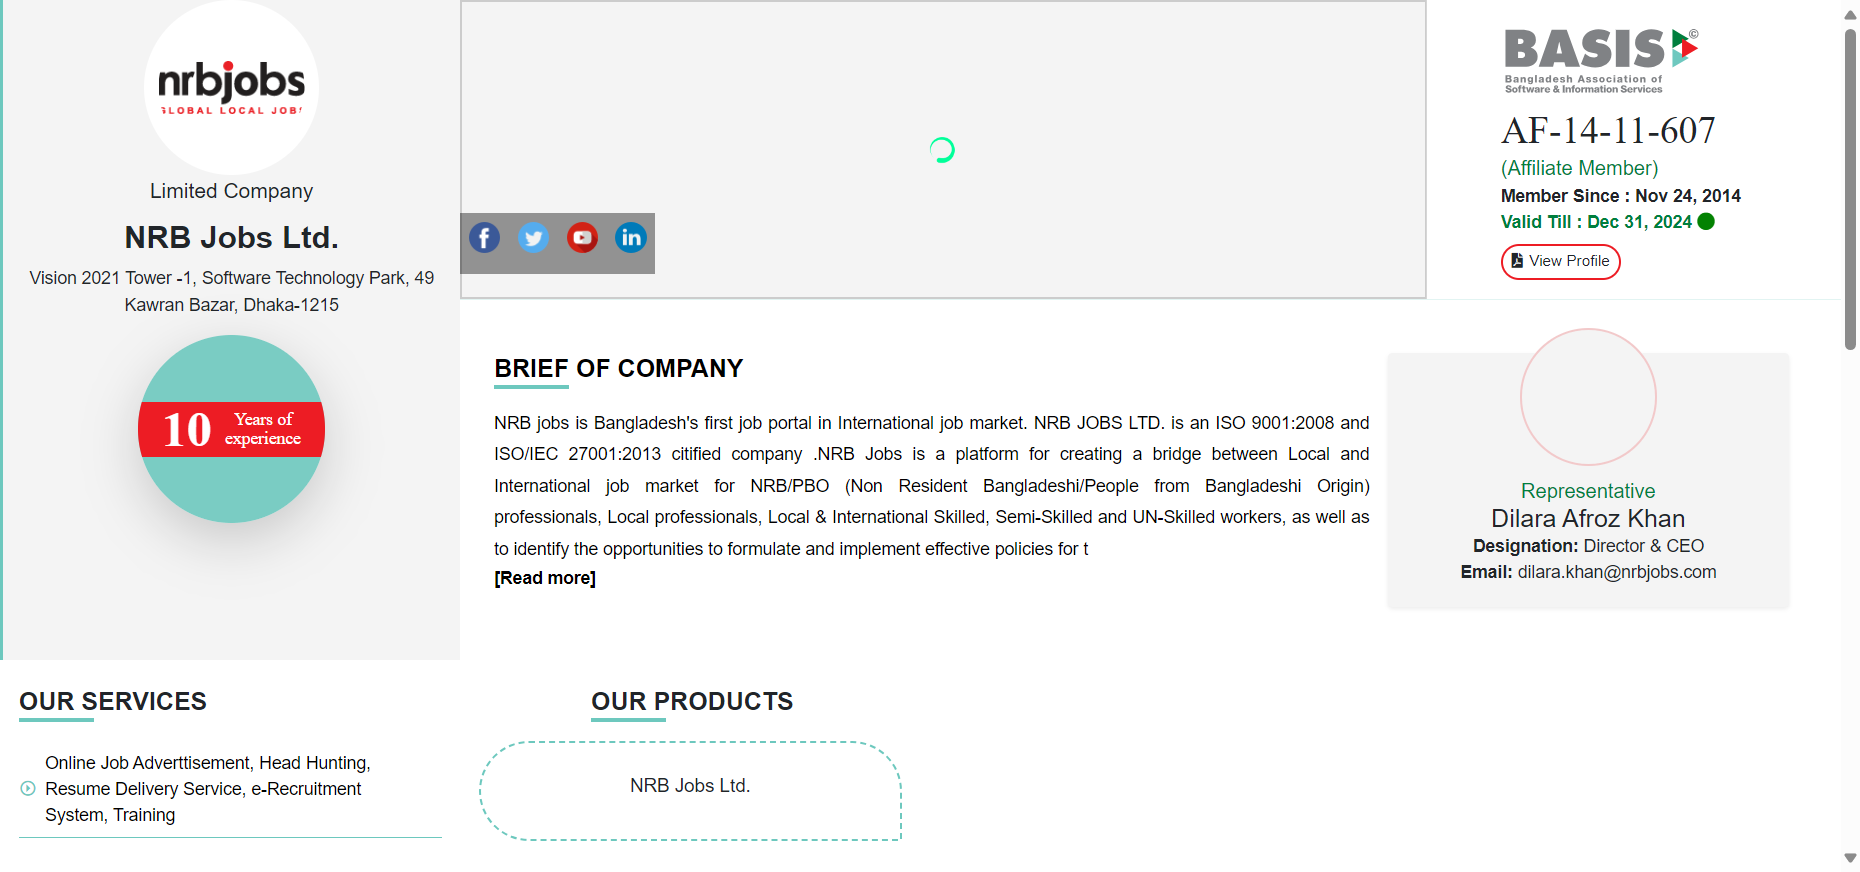 nrbjobs
GLOBAL LOCAL JOBS
Limited Company
NRB Jobs Ltd.
Vision 2021 Tower -1, Software Technology Park, 49
Kawran Bazar, Dhaka-1215
10 Years of
experience
BASIS ©
Bangladesh Association of
Software & Information Services
AF-14-11-607
(Affiliate Member)
Member Since : Nov 24, 2014
Valid Till : Dec 31, 2024
View Profile
BRIEF OF COMPANY
NRB jobs is Bangladesh's first job portal in International job market. NRB JOBS LTD. is an ISO 9001:2008 and
ISO/IEC 27001:2013 citified company .NRB Jobs is a platform for creating a bridge between Local and
International job market for NRB/PBO (Non Resident Bangladeshi/People from Bangladeshi Origin)
professionals, Local professionals, Local & International Skilled, Semi-Skilled and UN-Skilled workers, as well as
to identify the opportunities to formulate and implement effective policies for t
[Read more]
Representative
Dilara Afroz Khan
Designation: Director & CEO
Email: dilara.khan@nrbjobs.com
OUR SERVICES
Online Job Adverttisement, Head Hunting,
Resume Delivery Service, e-Recruitment
System, Training
OUR PRODUCTS
NRB Jobs Ltd.